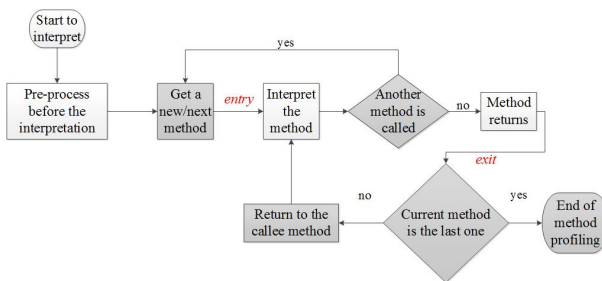 Start to
interpret
yes
Pre-process
before the
interpretation
Get a
new/next
method
entry
Interpret
the
method
Another
method is
called
no
Method
returns
exit
no
yes
Return to the
callee method
Current method
is the last one
End of
method
profiling